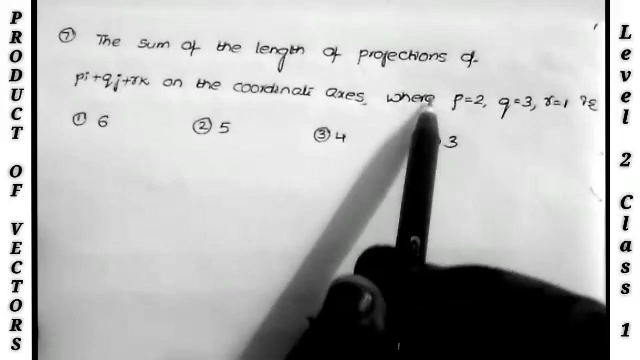 PRODUCT OF VECTORS
⑦ The sum of the length of projections of
pi+qj+rk on the coordinate axes, where p=2, q=3, r=1 is
① 6 ② 5 ③ 4 3
Level 2 Class 1